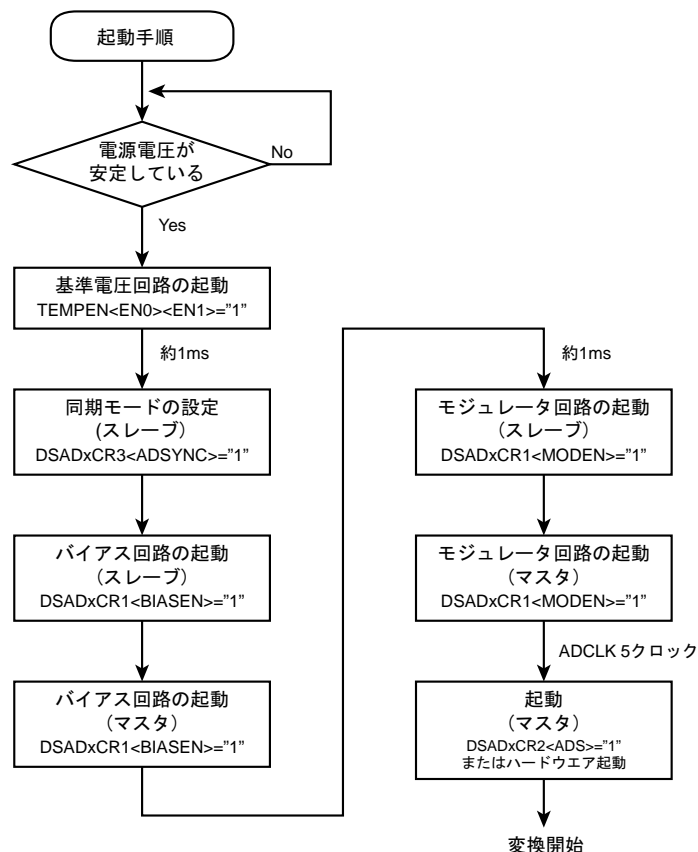 起動手順
電源電圧が
安定している
No
Yes
基準電圧回路の起動
TEMPEN<EN0><EN1>=”1”
約1ms
同期モードの設定
(スレーブ）
DSADxCR3<ADSYNC>=”1”
バイアス回路の起動
（スレーブ）
DSADxCR1<BIASEN>=”1”
バイアス回路の起動
（マスタ）
DSADxCR1<BIASEN>=”1”
約1ms
モジュレータ回路の起動
（スレーブ）
DSADxCR1<MODEN>=”1”
モジュレータ回路の起動
（マスタ）
DSADxCR1<MODEN>=”1”
ADCLK 5クロック
起動
（マスタ）
DSADxCR2<ADS>=”1”
またはハードウエア起動
変換開始